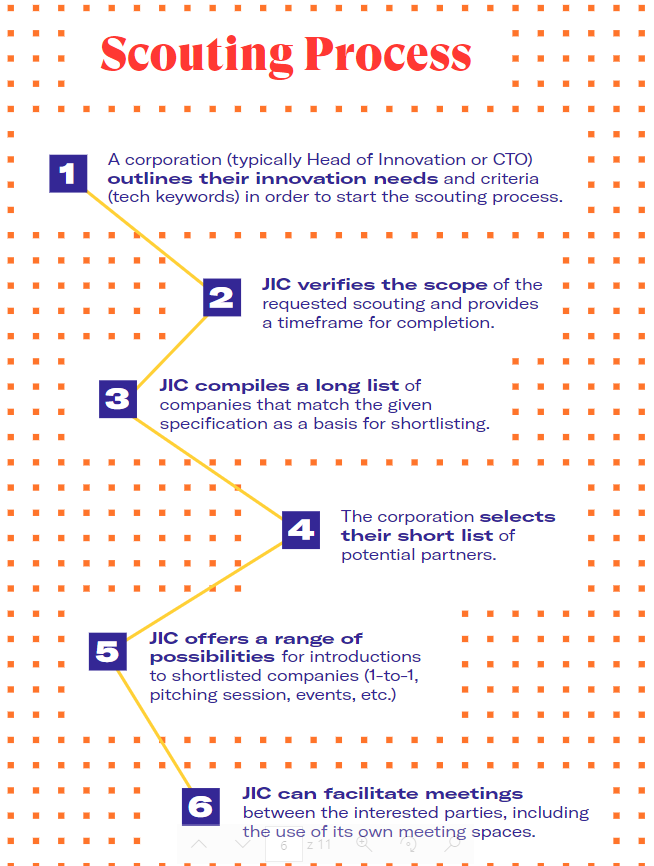 Scouting Process
1
A corporation (typically Head of Innovation or CTO)
outlines their innovation needs and criteria
(tech keywords) in order to start the scouting process.
2
JIC verifies the scope of the
requested scouting and provides
a timeframe for completion.
3
JIC compiles a long list of
companies that match the given
specification as a basis for shortlisting.
4
The corporation selects
their short list of
potential partners.
5
JIC offers a range of
possibilities for introductions
to shortlisted companies (1-to-1,
pitching session, events, etc.)
6
JIC can facilitate meetings
between the interested parties, including
the use of its own meeting spaces.
6 z 11